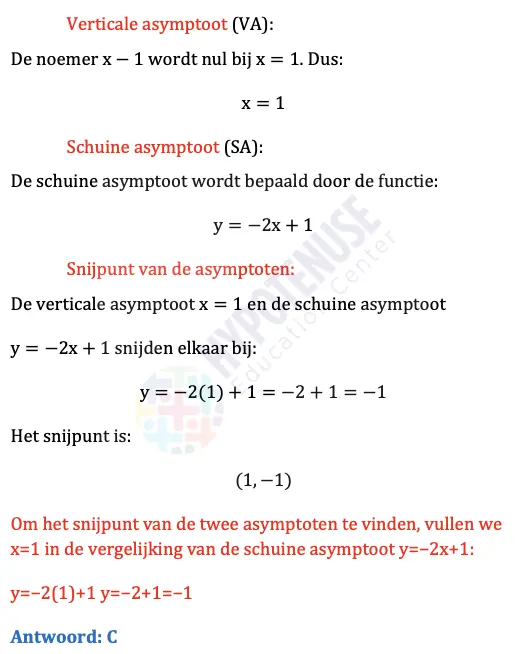 Verticale asymptoot (VA):
De noemer x − 1 wordt nul bij x = 1. Dus:
x = 1
Schuine asymptoot (SA):
De schuine asymptoot wordt bepaald door de functie:
y = −2x + 1
Snijpunt van de asymptoten:
De verticale asymptoot x = 1 en de schuine asymptoot
y = −2x + 1 snijden elkaar bij:
y = −2(1) + 1 = −2 + 1 = −1
Het snijpunt is:
(1, −1)
Om het snijpunt van de twee asymptoten te vinden, vullen we
x=1 in de vergelijking van de schuine asymptoot y=−2x+1:
y=−2(1)+1 y=−2+1=−1
Antwoord: C
HYPOTENUSE
Education Center